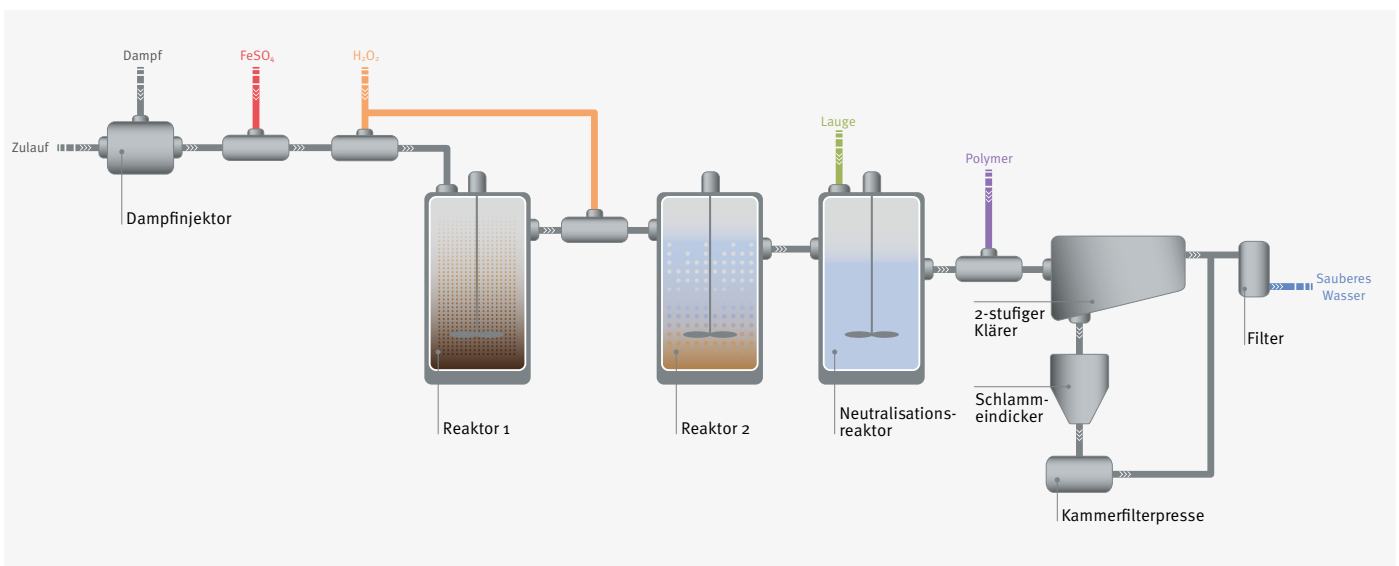 Dampf
FeSO₄
H₂O₂
Zulauf
Dampfinjektor
Lauge
Polymer
Reaktor 1
Reaktor 2
Neutralisations-
reaktor
2-stufiger
Klärer
Schlamm-
eindicker
Kammerfilterpresse
Filter
Sauberes
Wasser